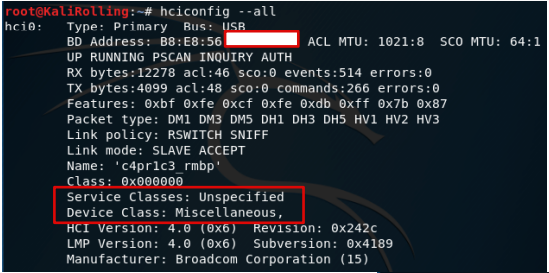 root@KaliRolling:~# hciconfig --all
hci0: Type: Primary Bus: USB
BD Address: B8:E8:56 ACL MTU: 1021:8 SCO MTU: 64:1
UP RUNNING PSCAN INQUIRY AUTH
RX bytes:12278 acl:46 sco:0 events:514 errors:0
TX bytes:4099 acl:48 sco:0 commands:266 errors:0
Features: 0xbf 0xfe 0xcf 0xfe 0xdb 0xff 0x7b 0x87
Packet type: DM1 DM3 DM5 DH1 DH3 DH5 HV1 HV2 HV3
Link policy: RSWITCH SNIFF
Link mode: SLAVE ACCEPT
Name: 'c4pr1c3_rmbp'
Class: 0x000000
Service Classes: Unspecified
Device Class: Miscellaneous,
HCI Version: 4.0 (0x6) Revision: 0x242c
LMP Version: 4.0 (0x6) Subversion: 0x4189
Manufacturer: Broadcom Corporation (15)